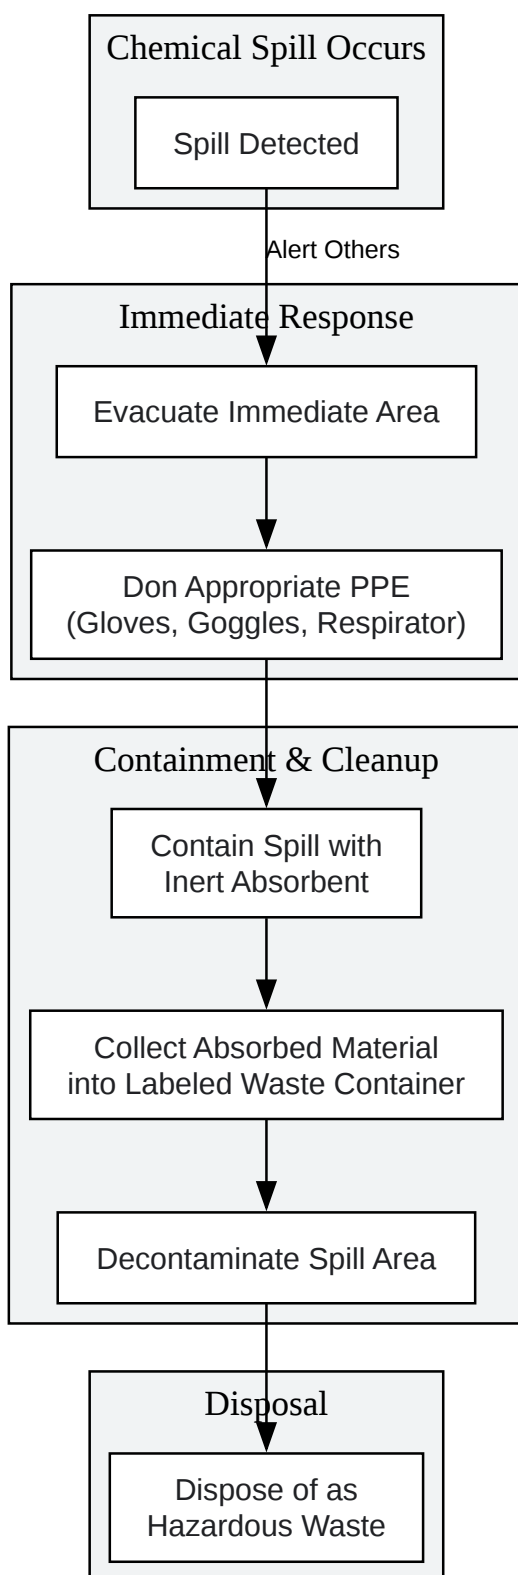 Chemical Spill Occurs
Spill Detected
Alert Others
Immediate Response
Evacuate Immediate Area
Don Appropriate PPE
(Gloves, Goggles, Respirator)
Containment & Cleanup
Contain Spill with
Inert Absorbent
Collect Absorbed Material
into Labeled Waste Container
Decontaminate Spill Area
Disposal
Dispose of as
Hazardous Waste